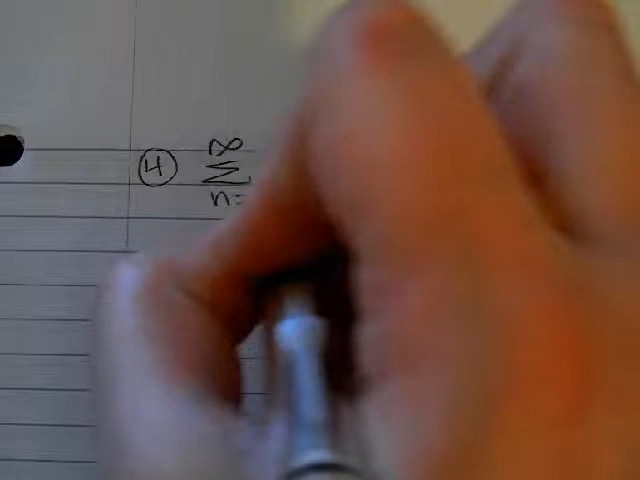 ④ ∞
∑
n=